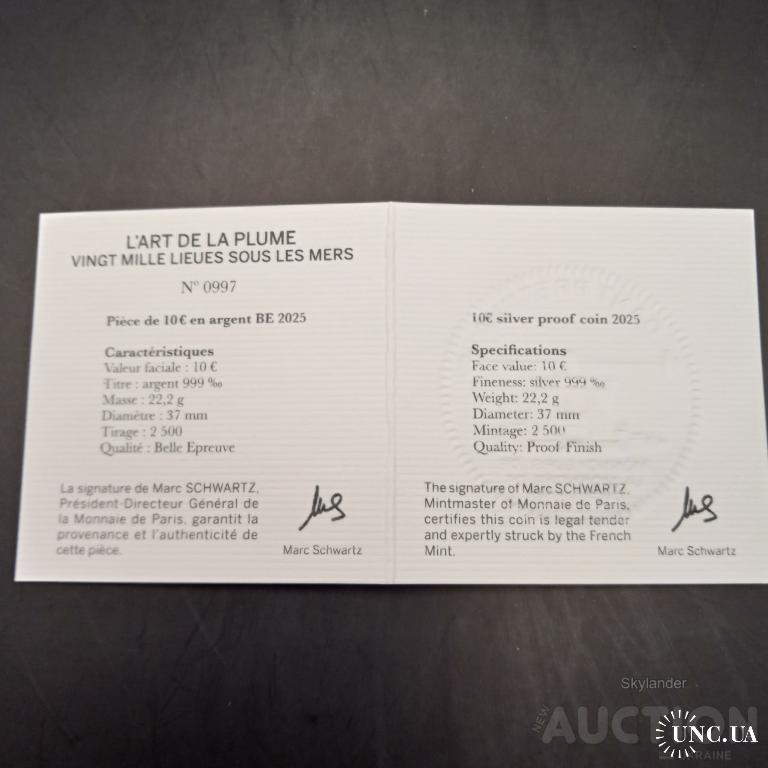 L'ART DE LA PLUME
VINGT MILLE LIEUES SOUS LES MERS
N° 0997
Pièce de 10€ en argent BE 2025
Caractéristiques
Valeur faciale : 10 €
Titre : argent 999 ‰
Masse : 22,2 g
Diamètre : 37 mm
Tirage : 2 500
Qualité : Belle Epreuve
La signature de Marc SCHWARTZ,
Président-Directeur Général de
la Monnaie de Paris, garantit la
provenance et l'authenticité de
cette pièce.
Marc Schwartz
10€ silver proof coin 2025
Specifications
Face value: 10 €
Fineness: silver 999 ‰
Weight: 22,2 g
Diameter: 37 mm
Mintage: 2 500
Quality: Proof Finish
The signature of Marc SCHWARTZ,
Mintmaster of Monnaie de Paris,
certifies this coin is legal tender
and expertly struck by the French
Mint.
Marc Schwartz
Skylander
NEW
AUCTION
UKRAINE
UNC.UA